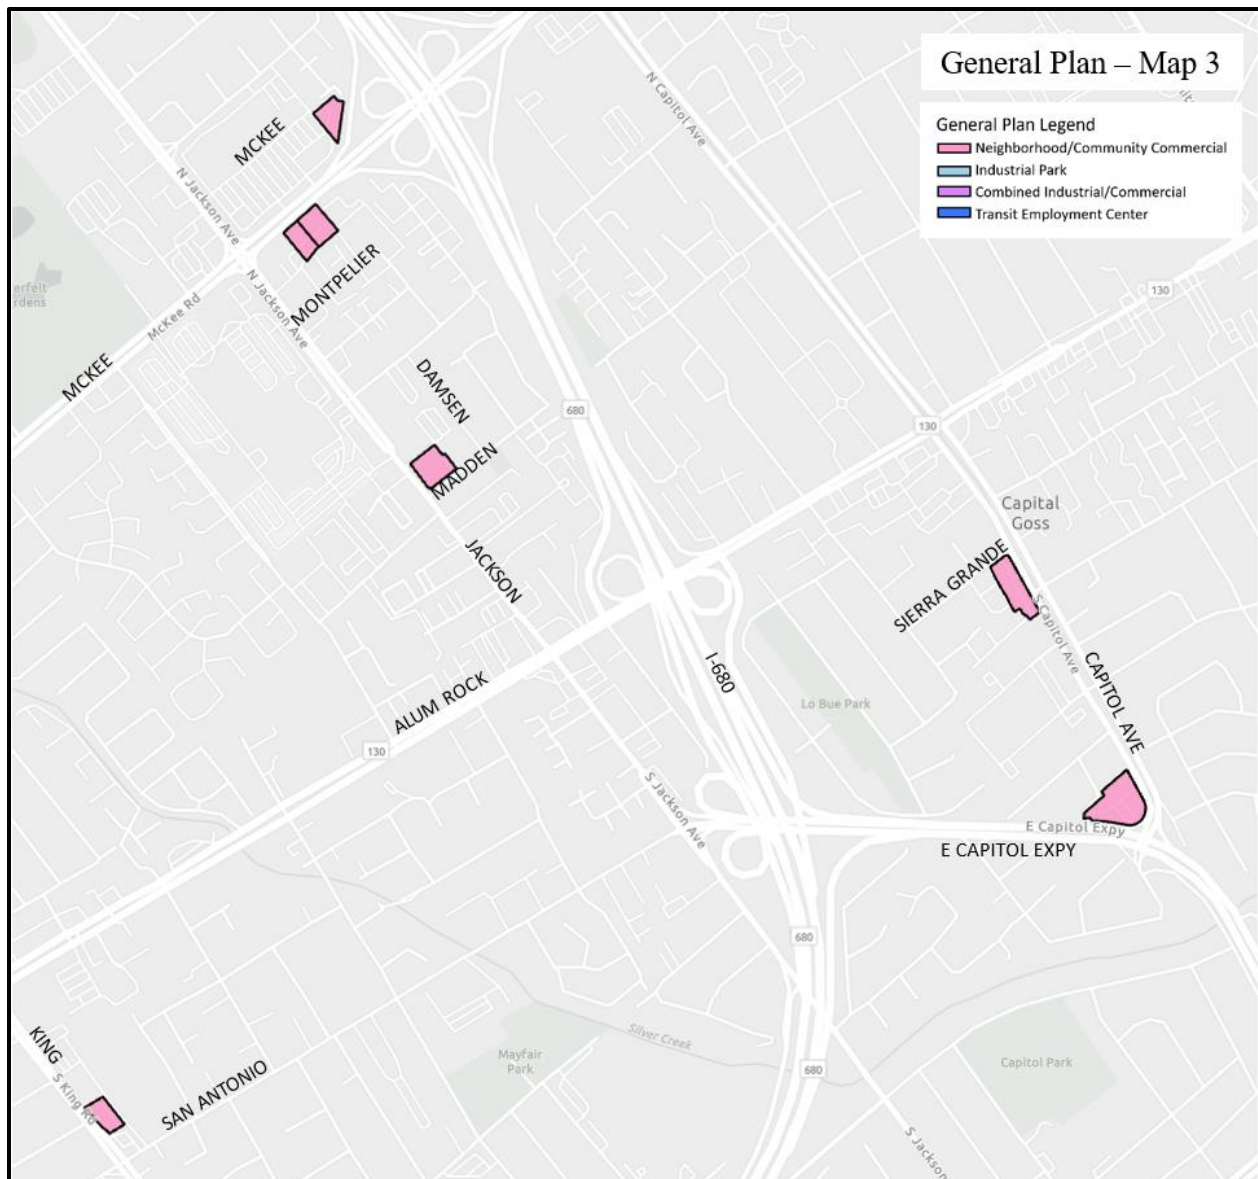 General Plan – Map 3
General Plan Legend
Neighborhood/Community Commercial
Industrial Park
Combined Industrial/Commercial
Transit Employment Center
N Capitol Ave
MCKEE
N Jackson Ave
MONTPELIER
N Jackson Ave
McKee Rd
MCKEE
erfelt
rdens
130
DAMSEN
680
130
MADDEN
Capital
Goss
JACKSON
SIERRA GRANDE
S Capitol Ave
I-680
CAPITOL AVE
ALUM ROCK
Lo Bue Park
130
S Jackson Ave
E Capitol Expy
E CAPITOL EXPY
680
KING
Silver Creek
Mayfair
Park
Capitol Park
680
S King Rd
SAN ANTONIO
S Jackson